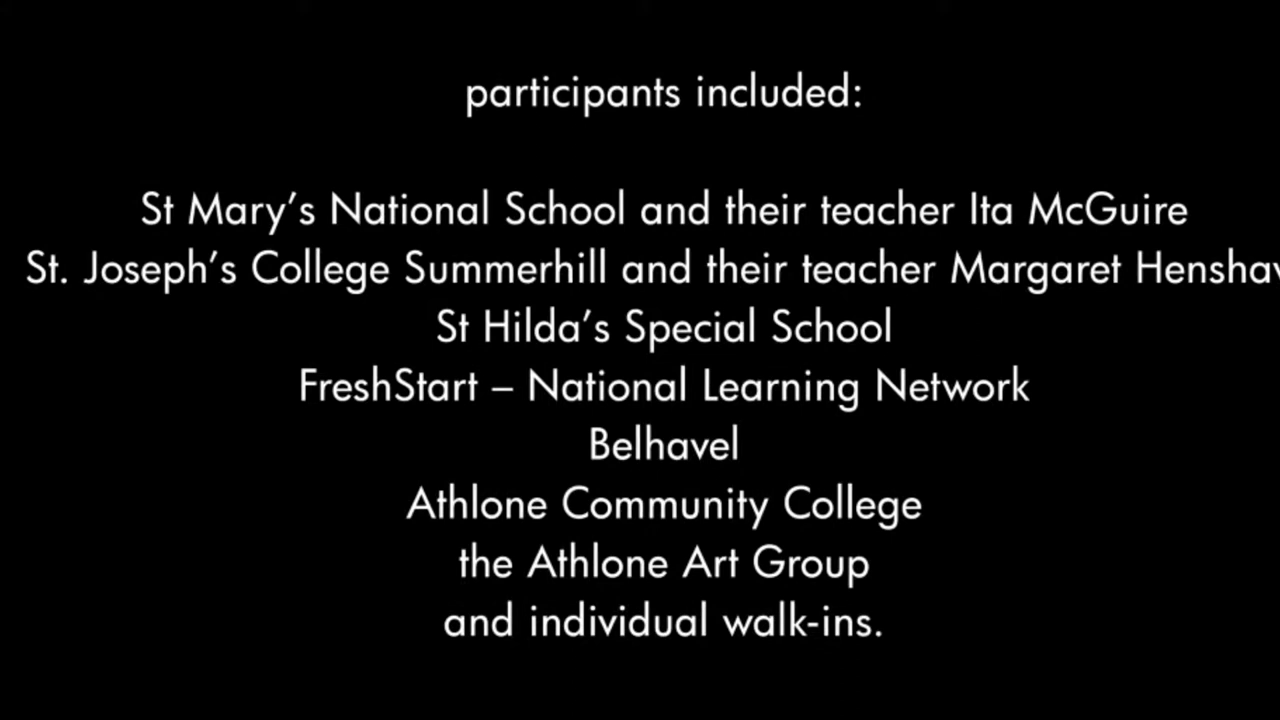 participants included:
St Mary’s National School and their teacher Ita McGuire
St. Joseph’s College Summerhill and their teacher Margaret
St Hilda’s Special School
FreshStart – National Learning Network
Belhavel
Athlone Community College
the Athlone Art Group
and individual walk-ins.